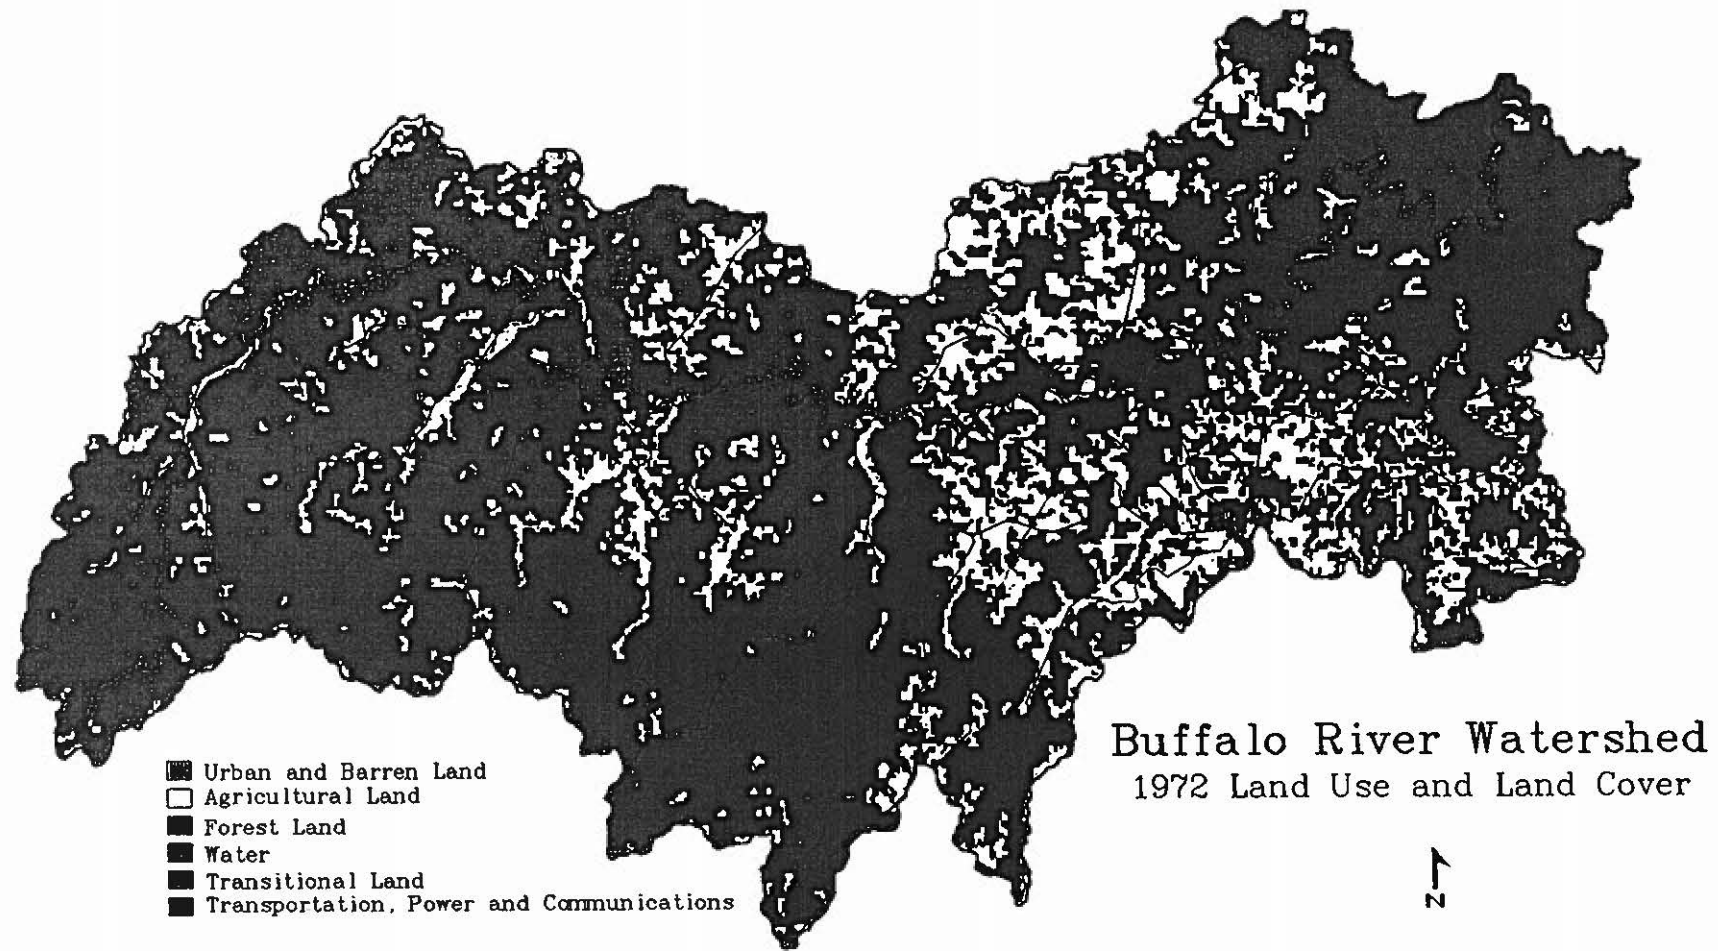 Buffalo River Watershed
1972 Land Use and Land Cover
Urban and Barren Land
Agricultural Land
Forest Land
Water
Transitional Land
Transportation, Power and Communications
N